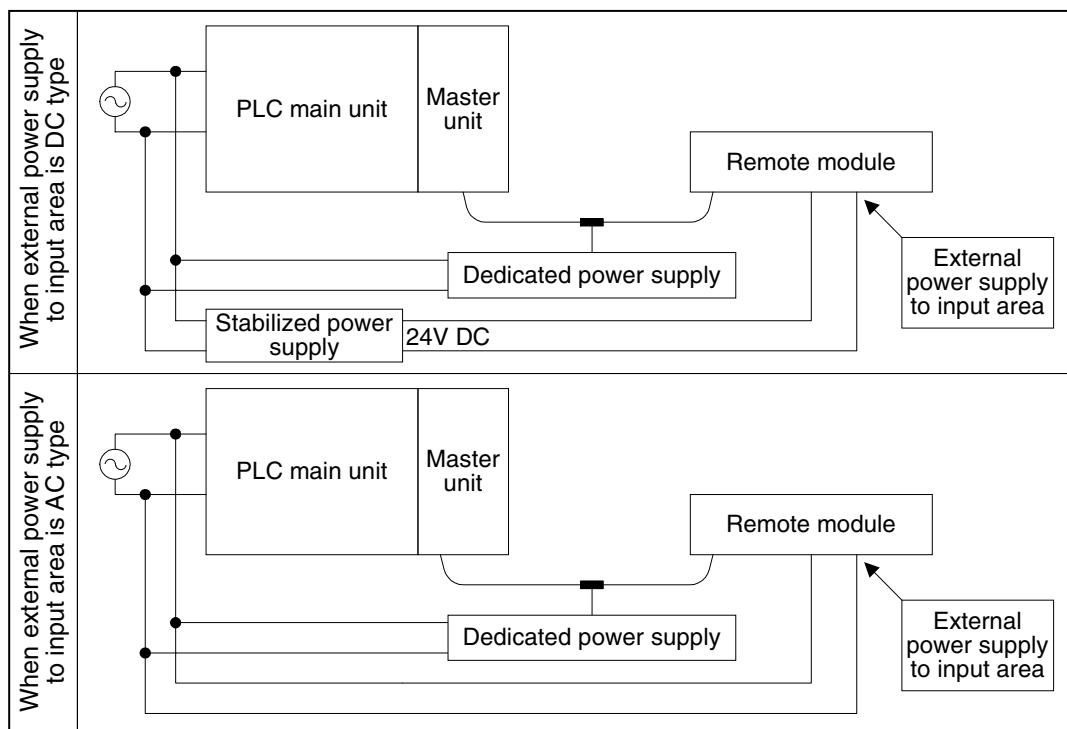 When external power supply
to input area is DC type
PLC main unit
Master
unit
Remote module
Dedicated power supply
External
power supply
to input area
Stabilized power
supply
24V DC
When external power supply
to input area is AC type
PLC main unit
Master
unit
Remote module
Dedicated power supply
External
power supply
to input area